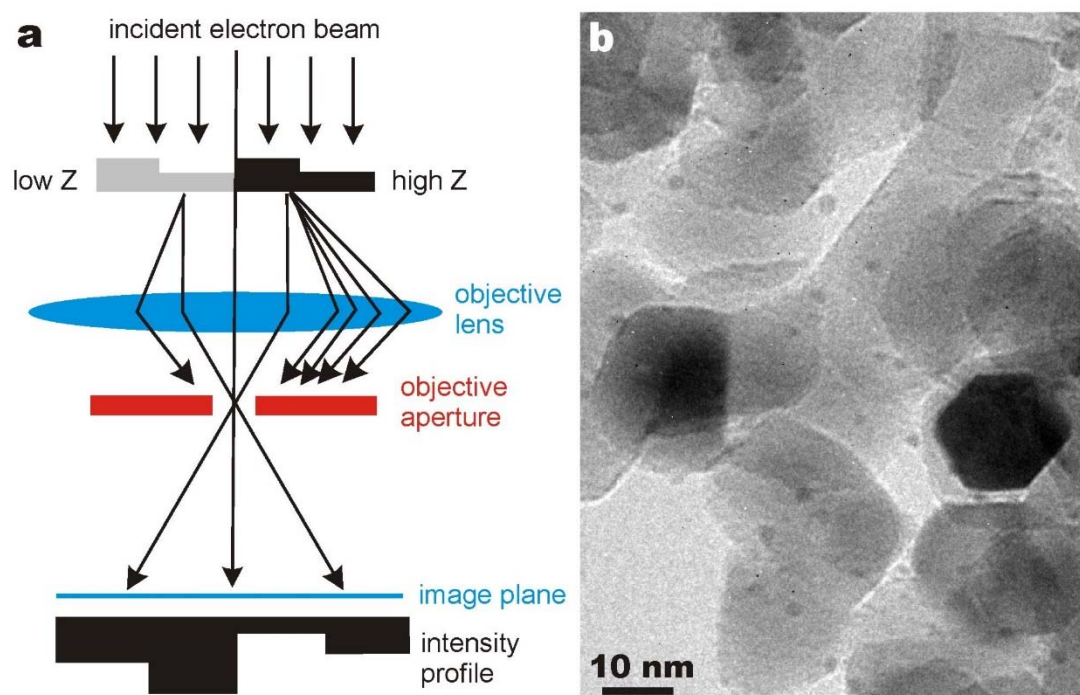 a
incident electron beam
low Z
high Z
objective
lens
objective
aperture
image plane
intensity
profile
b
10 nm